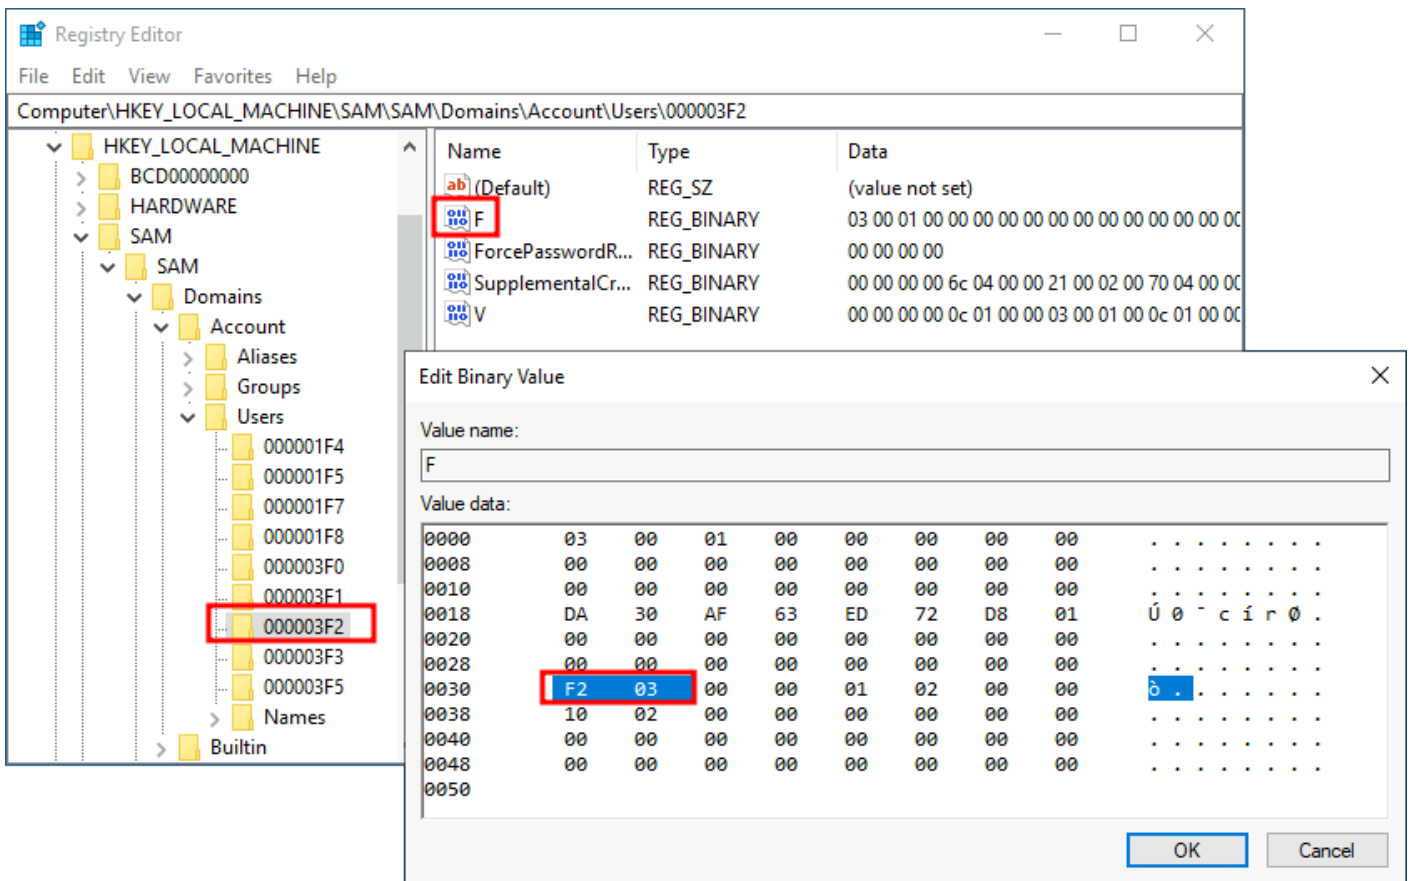 Registry Editor
File Edit View Favorites Help
Computer\HKEY_LOCAL_MACHINE\SAM\SAM\Domains\Account\Users\000003F2
HKEY_LOCAL_MACHINE
BCD00000000
HARDWARE
SAM
SAM
Domains
Account
Aliases
Groups
Users
000001F4
000001F5
000001F7
000001F8
000003F0
000003F1
000003F2
000003F3
000003F5
Names
Builtin
Name Type Data
(Default) REG_SZ (value not set)
F REG_BINARY 03 00 01 00 00 00 00 00 00 00 00 00 00 00 00 00
ForcePasswordR... REG_BINARY 00 00 00 00
SupplementalCr... REG_BINARY 00 00 00 00 6c 04 00 00 21 00 02 00 70 04 00 00
V REG_BINARY 00 00 00 00 0c 01 00 00 03 00 01 00 0c 01 00 00
Edit Binary Value
Value name:
F
Value data:
0000 03 00 01 00 00 00 00 00 . . . . . . . .
0008 00 00 00 00 00 00 00 00 . . . . . . . .
0010 00 00 00 00 00 00 00 00 . . . . . . . .
0018 DA 30 AF 63 ED 72 D8 01 Ú 0 ¯ c í r Ø .
0020 00 00 00 00 00 00 00 00 . . . . . . . .
0028 00 00 00 00 00 00 00 00 . . . . . . . .
0030 F2 03 00 00 01 02 00 00 ò . . . . . . .
0038 10 02 00 00 00 00 00 00 . . . . . . . .
0040 00 00 00 00 00 00 00 00 . . . . . . . .
0048 00 00 00 00 00 00 00 00 . . . . . . . .
0050
OK Cancel